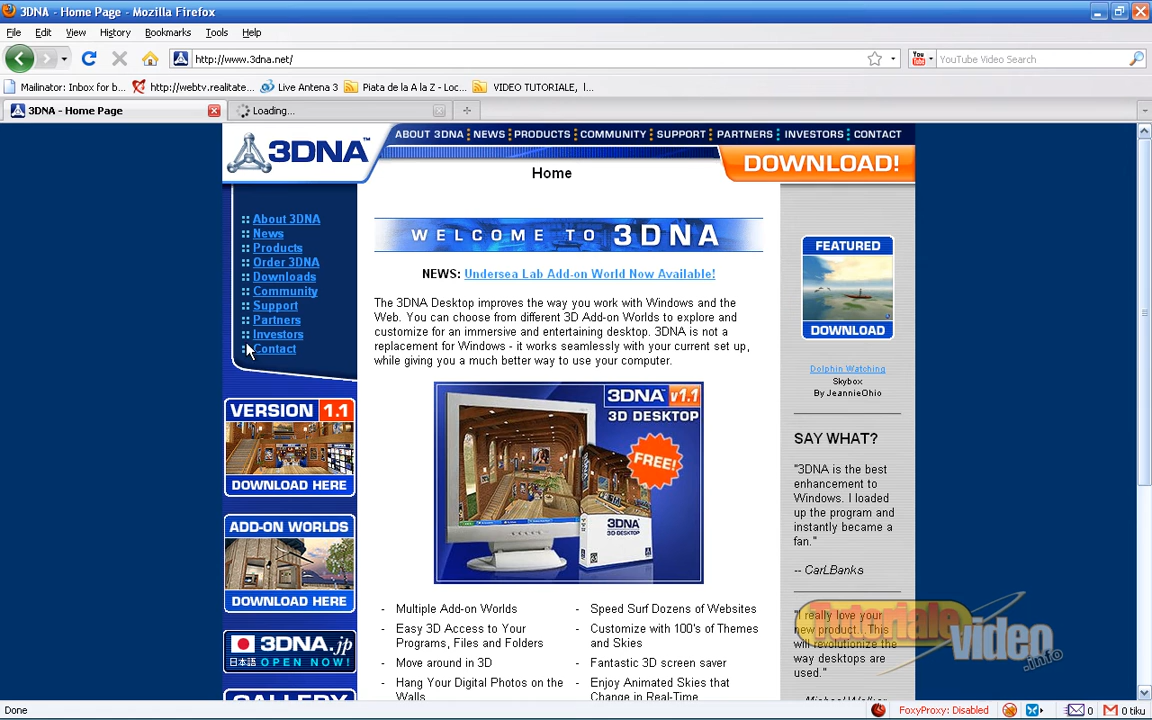 3DNA - Home Page - Mozilla Firefox
File Edit View History Bookmarks Tools Help
http://www.3dna.net/
YouTube Video Search
Mailinator: Inbox for b... http://webtv.realitate... Live Antena 3 Piata de la A la Z - Loc... VIDEO TUTORIALE, I...
3DNA - Home Page
Loading...
3DNA™
ABOUT 3DNA NEWS PRODUCTS COMMUNITY SUPPORT PARTNERS INVESTORS CONTACT
DOWNLOAD!
Home
About 3DNA
News
Products
Order 3DNA
Downloads
Community
Support
Partners
Investors
Contact
VERSION 1.1
DOWNLOAD HERE
ADD-ON WORLDS
DOWNLOAD HERE
3DNA.jp
日本語 OPEN NOW!
GALLERY
WELCOME TO 3DNA
NEWS: Undersea Lab Add-on World Now Available!
The 3DNA Desktop improves the way you work with Windows and the
Web. You can choose from different 3D Add-on Worlds to explore and
customize for an immersive and entertaining desktop. 3DNA is not a
replacement for Windows - it works seamlessly with your current set up,
while giving you a much better way to use your computer.
3DNA™ v1.1
3D DESKTOP
FREE!
3DNA
3D DESKTOP
- Multiple Add-on Worlds
- Easy 3D Access to Your
Programs, Files and Folders
- Move around in 3D
- Hang Your Digital Photos on the
Walls
- Speed Surf Dozens of Websites
- Customize with 100's of Themes
and Skies
- Fantastic 3D screen saver
- Enjoy Animated Skies that
Change in Real-Time
FEATURED
DOWNLOAD
Dolphin Watching
Skybox
By JeannieOhio
SAY WHAT?
"3DNA is the best
enhancement to
Windows. I loaded
up the program and
instantly became a
fan."
-- CarLBanks
"I really love your
new product... This
will revolutionize the
way desktops are
used."
Tutoriale
video
.info
Done
FoxyProxy: Disabled
0
0 tiku